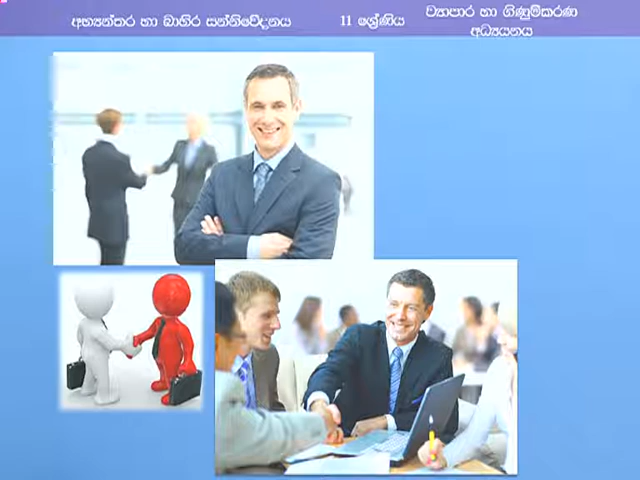 අභ්‍යන්තර හා බාහිර සන්නිවේදනය
11 ශ්‍රේණිය
ව්‍යාපාර හා ගිණුම්කරණ
අධ්‍යයනය